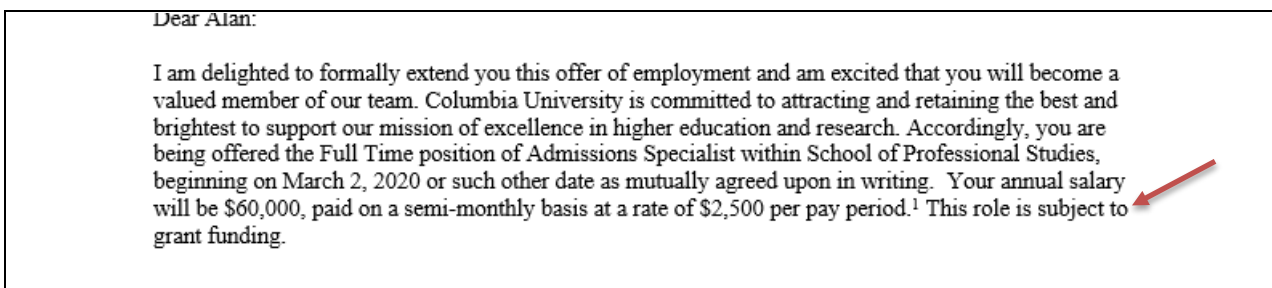 Dear Alan:
I am delighted to formally extend you this offer of employment and am excited that you will become a
valued member of our team. Columbia University is committed to attracting and retaining the best and
brightest to support our mission of excellence in higher education and research. Accordingly, you are
being offered the Full Time position of Admissions Specialist within School of Professional Studies,
beginning on March 2, 2020 or such other date as mutually agreed upon in writing.  Your annual salary
will be $60,000, paid on a semi-monthly basis at a rate of $2,500 per pay period.¹ This role is subject to
grant funding.